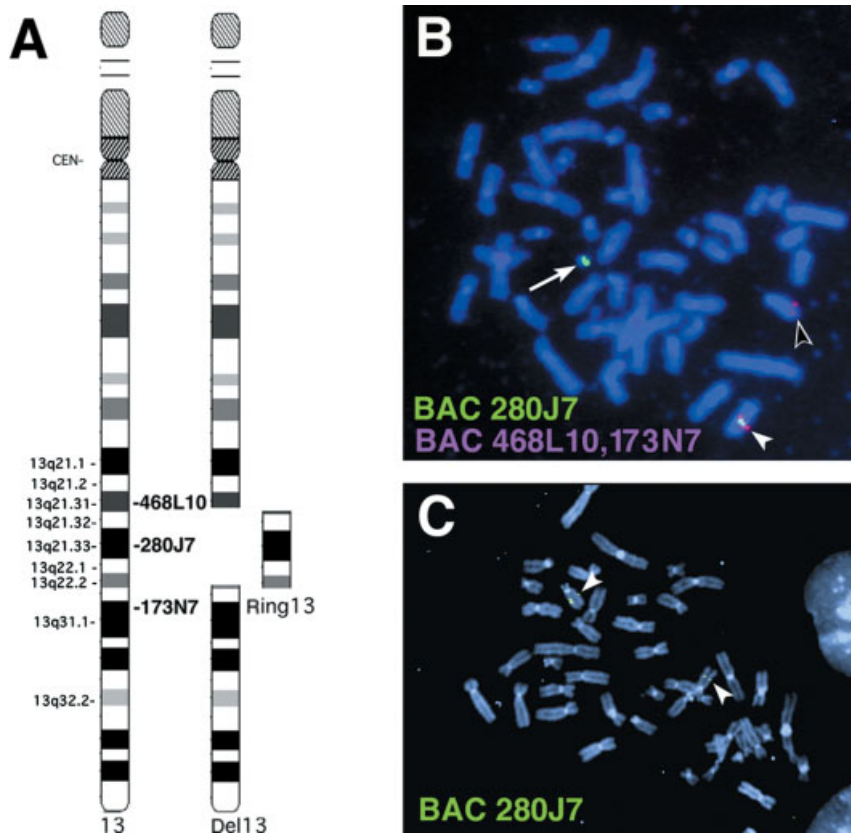 A
CEN-
13q21.1 -
13q21.2 -
13q21.31-
13q21.32-
13q21.33-
13q22.1 -
13q22.2 -
13q31.1-
13q32.2-
-468L10
-280J7
-173N7
Ring13
13
Del13
B
BAC 280J7
BAC 468L10,173N7
C
BAC 280J7